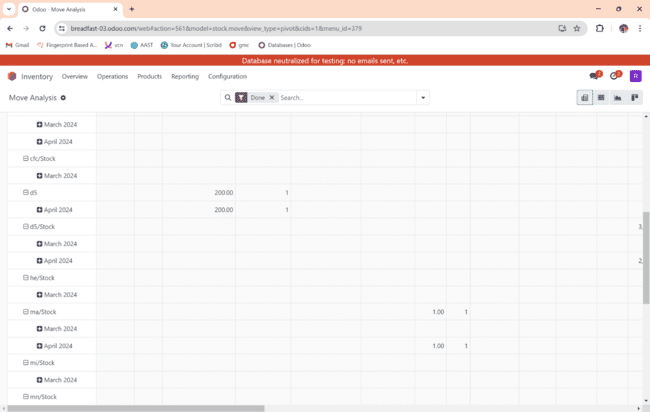 Odoo - Move Analysis
breadfast-03.odoo.com/web#action=561&model=stock.move&view_type=pivot&cids=1&menu_id=379
Gmail Fingerprint Based A... vcn AAST Your Account | Scribd gmc Databases | Odoo
Database neutralized for testing: no emails sent, etc.
Inventory Overview Operations Products Reporting Configuration R
Move Analysis Done Search...
March 2024
April 2024
cfc/Stock
March 2024
d5 200.00 1
April 2024 200.00 1
d5/Stock 3.
March 2024
April 2024 2.
he/Stock
March 2024
ma/Stock 1.00 1
March 2024
April 2024 1.00 1
mi/Stock
March 2024
mn/Stock